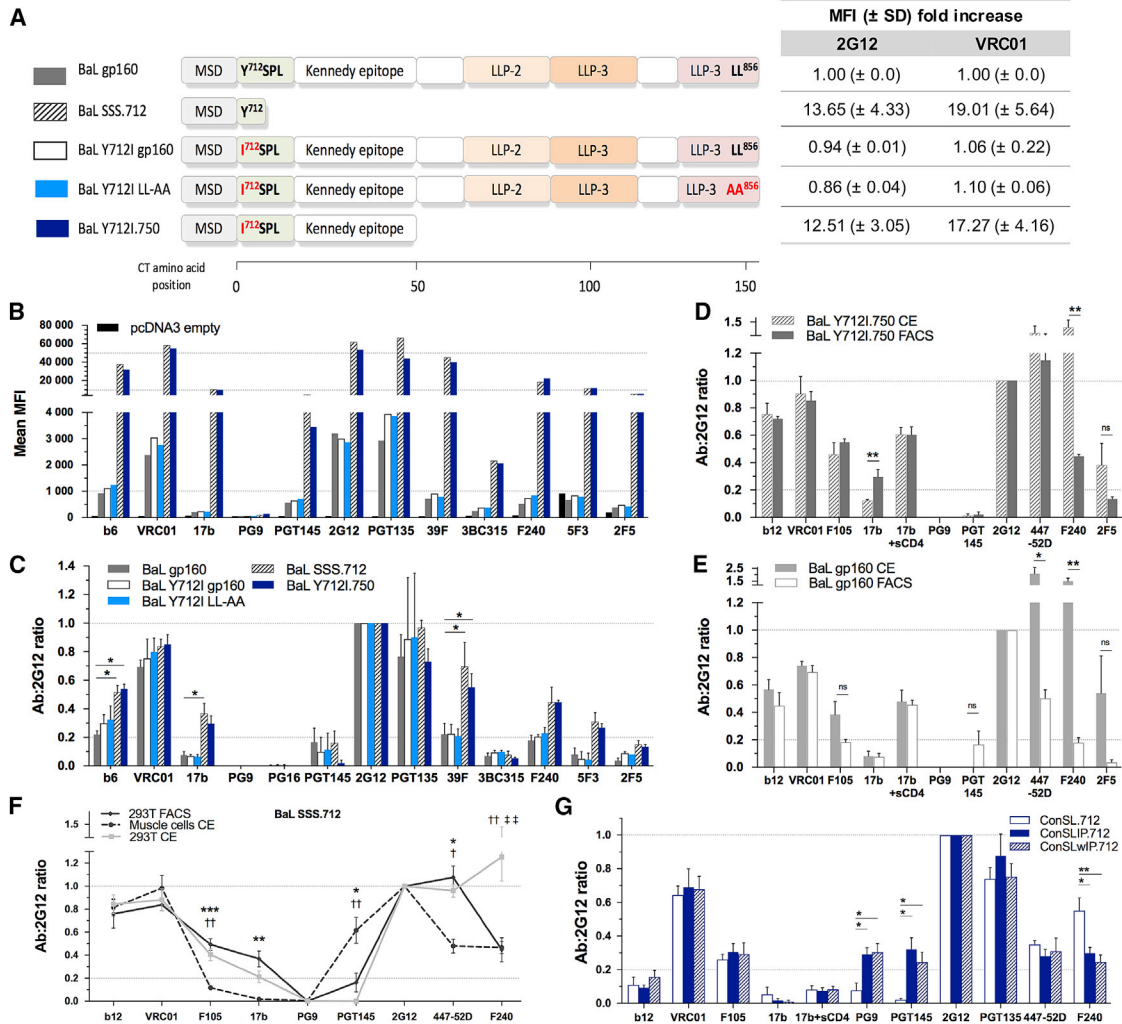 A
MFI (± SD) fold increase
2G12 VRC01
BaL gp160 MSD Y712SPL Kennedy epitope LLP-2 LLP-3 LLP-3 LL856 1.00 (± 0.0) 1.00 (± 0.0)
BaL SSS.712 MSD Y712 13.65 (± 4.33) 19.01 (± 5.64)
BaL Y712I gp160 MSD I712SPL Kennedy epitope LLP-2 LLP-3 LLP-3 LL856 0.94 (± 0.01) 1.06 (± 0.22)
BaL Y712I LL-AA MSD I712SPL Kennedy epitope LLP-2 LLP-3 LLP-3 AA856 0.86 (± 0.04) 1.10 (± 0.06)
BaL Y712I.750 MSD I712SPL Kennedy epitope 12.51 (± 3.05) 17.27 (± 4.16)
CT amino acid
position
0 50 100 150
B
pcDNA3 empty
Mean MFI
80 000
60 000
40 000
20 000
4 000
3 000
2 000
1 000
0
b6 VRC01 17b PG9 PGT145 2G12 PGT135 39F 3BC315 F240 5F3 2F5
C
BaL gp160 BaL SSS.712
BaL Y712I gp160 BaL Y712I.750
BaL Y712I LL-AA
Ab:2G12 ratio
1.4
1.2
1.0
0.8
0.6
0.4
0.2
0.0
* * * * *
b6 VRC01 17b PG9 PG16 PGT145 2G12 PGT135 39F 3BC315 F240 5F3 2F5
D
BaL Y712I.750 CE
BaL Y712I.750 FACS
Ab:2G12 ratio
1.5
1.2
1.0
0.8
0.6
0.4
0.2
0.0
** ** ns
b12 VRC01 F105 17b 17b PG9 PGT 2G12 447 F240 2F5
+sCD4 145 -52D
E
BaL gp160 CE
BaL gp160 FACS
Ab:2G12 ratio
2.5
1.5
1.2
1.0
0.8
0.6
0.4
0.2
0.0
ns ns * ** ns
b12 VRC01 F105 17b 17b PG9 PGT 2G12 447 F240 2F5
+sCD4 145 -52D
F
293T FACS
Muscle cells CE
293T CE
BaL SSS.712
Ab:2G12 ratio
1.5
1.2
1.0
0.8
0.6
0.4
0.2
0.0
*** †† ** * †† * † †† ‡‡
b12 VRC01 F105 17b PG9 PGT145 2G12 447-52D F240
G
ConSL.712
ConSLIP.712
ConSLwIP.712
Ab:2G12 ratio
1.0
0.8
0.6
0.4
0.2
0.0
* * * * ** *
b12 VRC01 F105 17b 17b+sCD4 PG9 PGT145 2G12 PGT135 447-52D F240